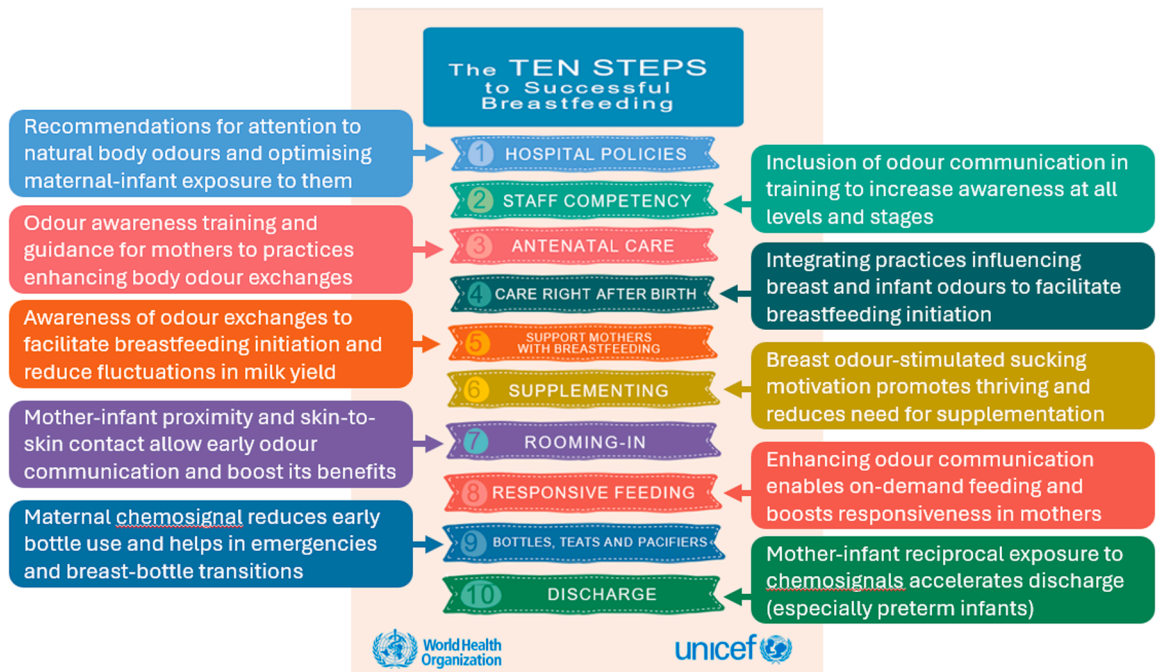 The TEN STEPS
to Successful
Breastfeeding
Recommendations for attention to
natural body odours and optimising
maternal-infant exposure to them
1 HOSPITAL POLICIES
Inclusion of odour communication in
training to increase awareness at all
levels and stages
2 STAFF COMPETENCY
Odour awareness training and
guidance for mothers to practices
enhancing body odour exchanges
3 ANTENATAL CARE
Integrating practices influencing
breast and infant odours to facilitate
breastfeeding initiation
4 CARE RIGHT AFTER BIRTH
Awareness of odour exchanges to
facilitate breastfeeding initiation and
reduce fluctuations in milk yield
5 SUPPORT MOTHERS
WITH BREASTFEEDING
Breast odour-stimulated sucking
motivation promotes thriving and
reduces need for supplementation
6 SUPPLEMENTING
Mother-infant proximity and skin-to-
skin contact allow early odour
communication and boost its benefits
7 ROOMING-IN
Enhancing odour communication
enables on-demand feeding and
boosts responsiveness in mothers
8 RESPONSIVE FEEDING
Maternal chemosignal reduces early
bottle use and helps in emergencies
and breast-bottle transitions
9 BOTTLES, TEATS AND PACIFIERS
Mother-infant reciprocal exposure to
chemosignals accelerates discharge
(especially preterm infants)
10 DISCHARGE
World Health
Organization
unicef